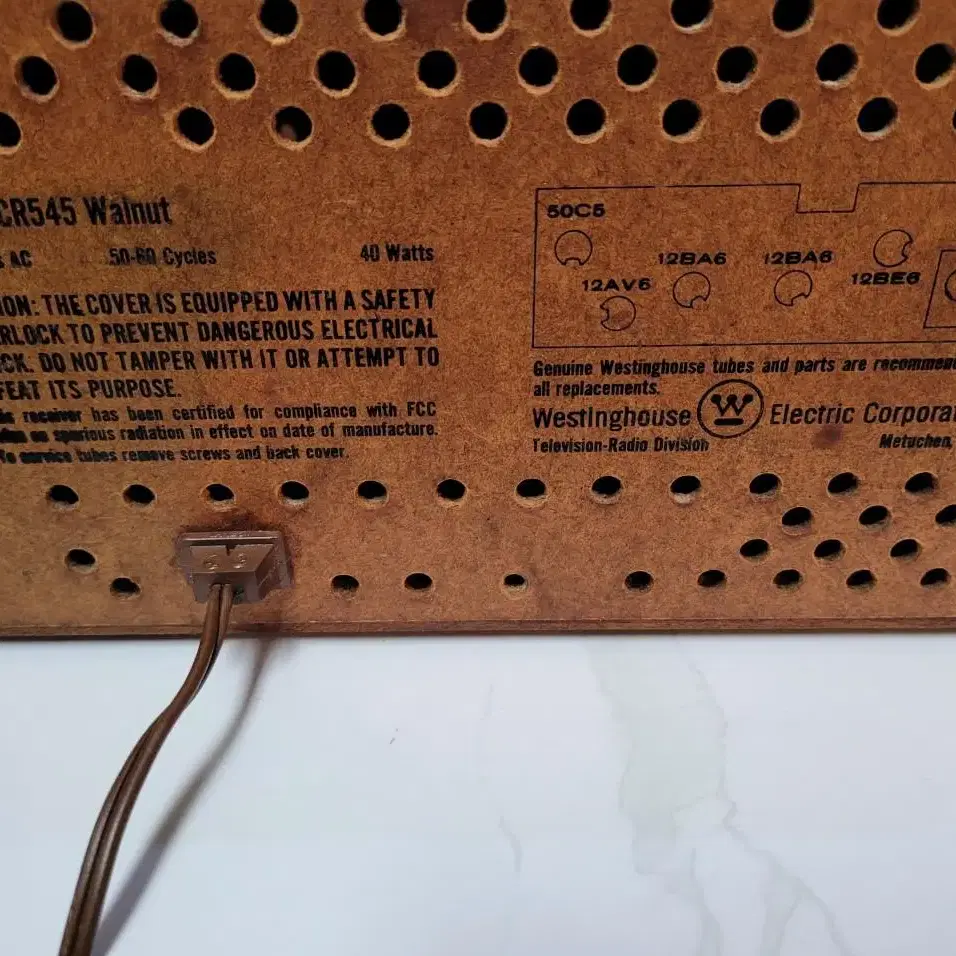 CR545 Walnut
AC 50-60 Cycles 40 Watts
ION: THE COVER IS EQUIPPED WITH A SAFETY
RLOCK TO PREVENT DANGEROUS ELECTRICAL
CK. DO NOT TAMPER WITH IT OR ATTEMPT TO
FEAT ITS PURPOSE.
receiver has been certified for compliance with FCC
on spurious radiation in effect on date of manufacture.
To service tubes remove screws and back cover.
50C5
12AV6
12BA6
12BA6
12BE6
Genuine Westinghouse tubes and parts are recommen
all replacements.
Westinghouse W Electric Corporat
Television-Radio Division
Metuchen,